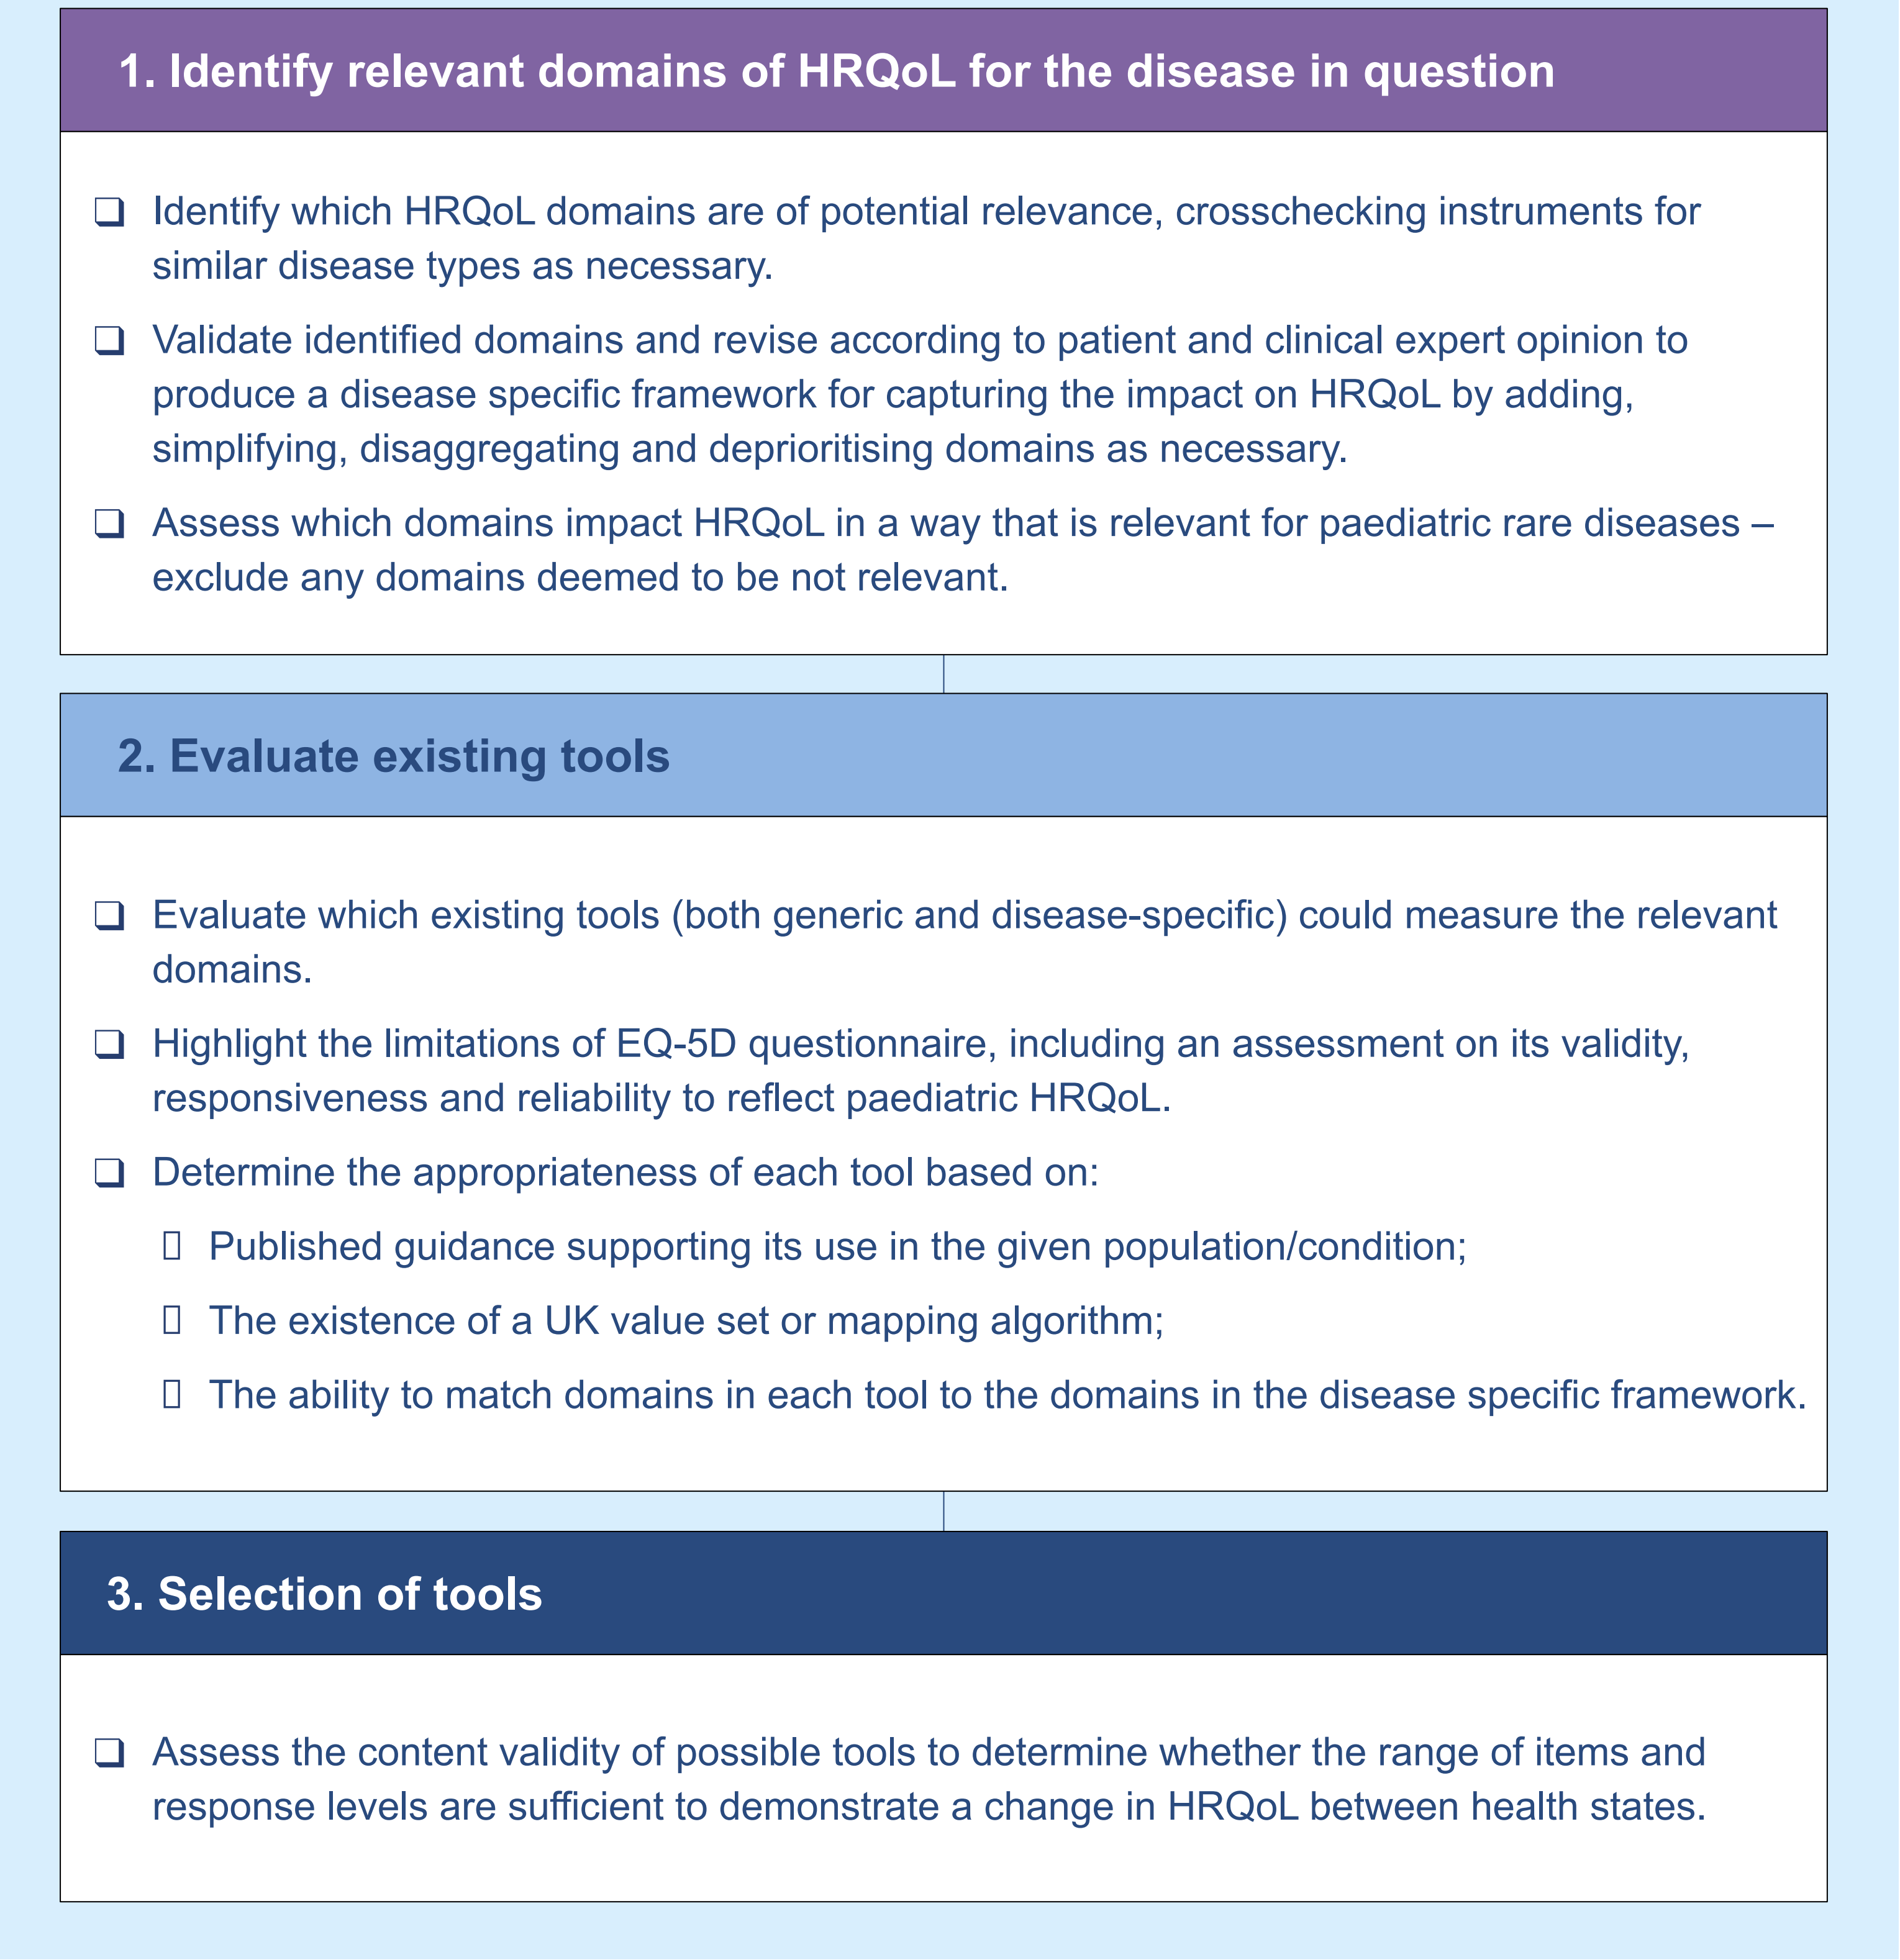 1. Identify relevant domains of HRQoL for the disease in question
❏ Identify which HRQoL domains are of potential relevance, crosschecking instruments for
similar disease types as necessary.
❏ Validate identified domains and revise according to patient and clinical expert opinion to
produce a disease specific framework for capturing the impact on HRQoL by adding,
simplifying, disaggregating and deprioritising domains as necessary.
❏ Assess which domains impact HRQoL in a way that is relevant for paediatric rare diseases –
exclude any domains deemed to be not relevant.
2. Evaluate existing tools
❏ Evaluate which existing tools (both generic and disease-specific) could measure the relevant
domains.
❏ Highlight the limitations of EQ-5D questionnaire, including an assessment on its validity,
responsiveness and reliability to reflect paediatric HRQoL.
❏ Determine the appropriateness of each tool based on:
▯ Published guidance supporting its use in the given population/condition;
▯ The existence of a UK value set or mapping algorithm;
▯ The ability to match domains in each tool to the domains in the disease specific framework.
3. Selection of tools
❏ Assess the content validity of possible tools to determine whether the range of items and
response levels are sufficient to demonstrate a change in HRQoL between health states.